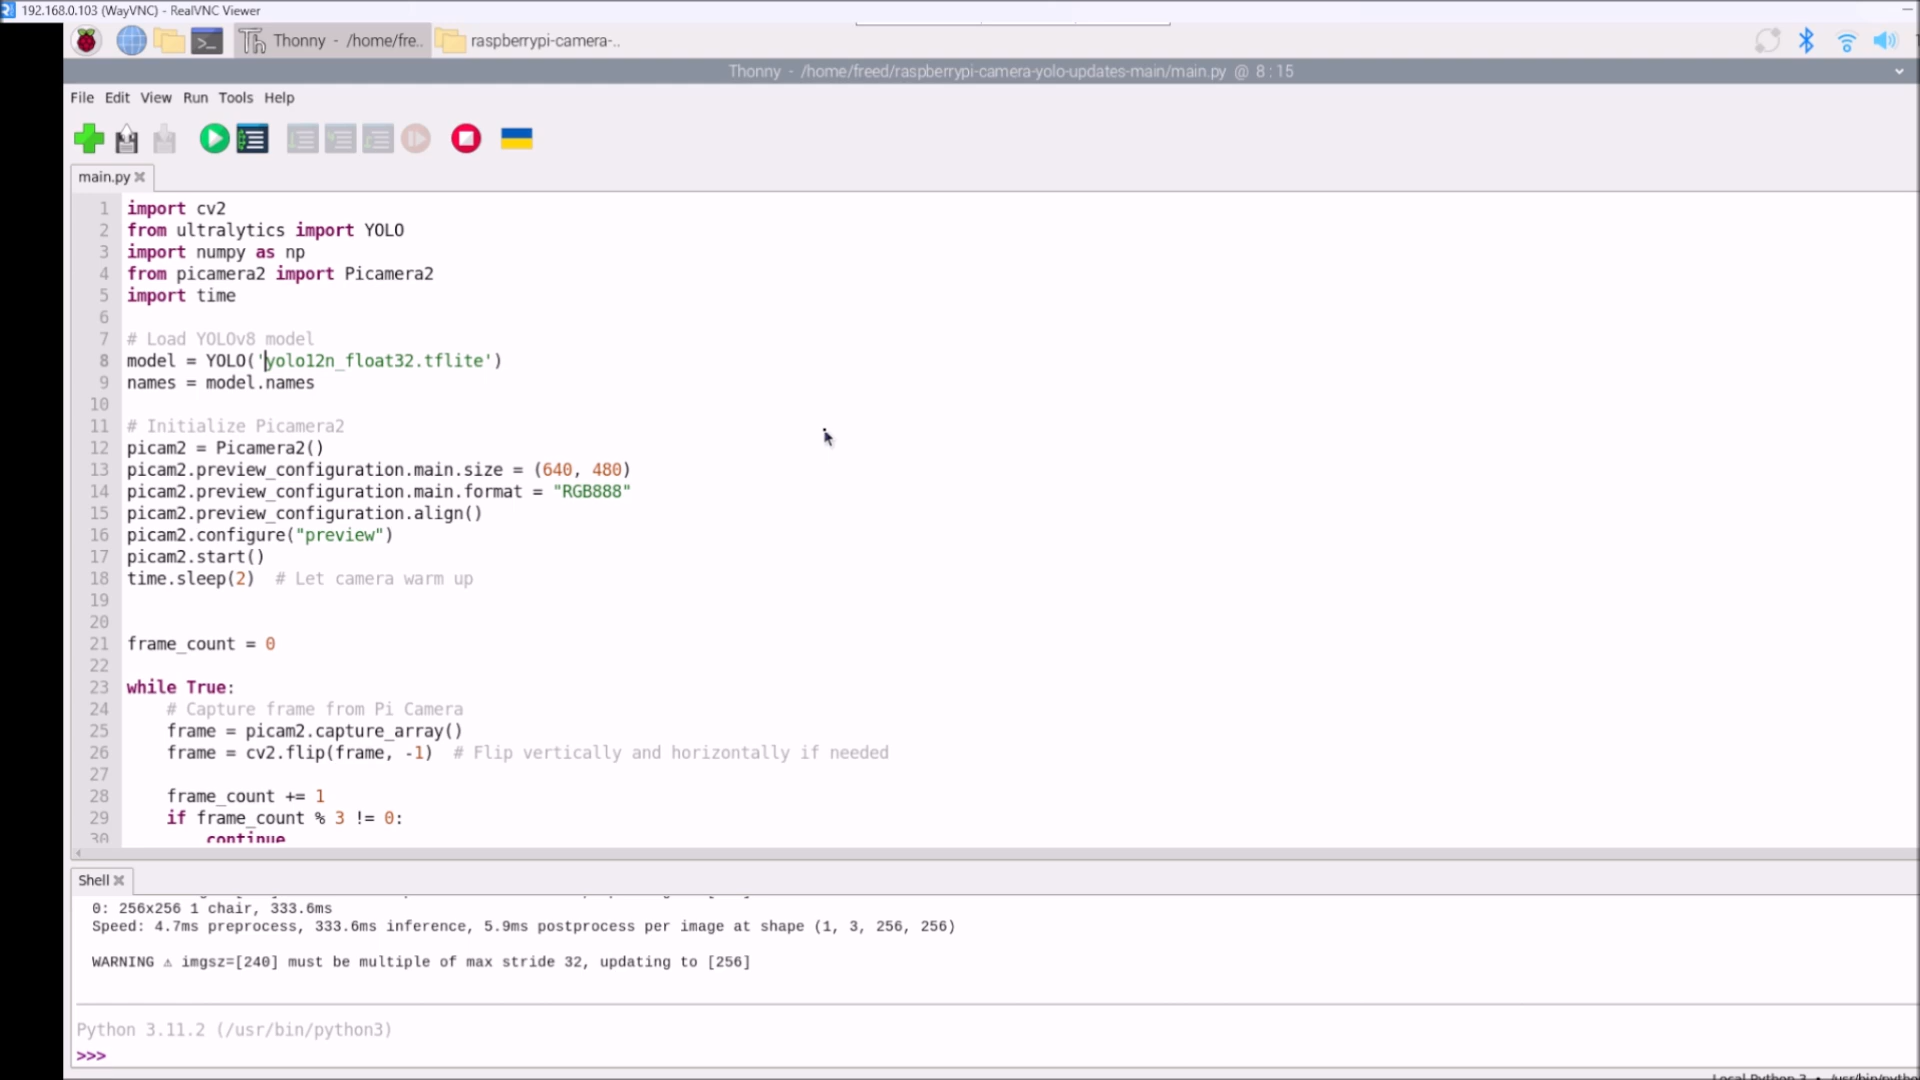 192.168.0.103 (WayVNC) - RealVNC Viewer
Thonny - /home/fre..
raspberrypi-camera-..
Thonny - /home/freed/raspberrypi-camera-yolo-updates-main/main.py @ 8:15
File Edit View Run Tools Help
main.py
1 import cv2
2 from ultralytics import YOLO
3 import numpy as np
4 from picamera2 import Picamera2
5 import time
6
7 # Load YOLOv8 model
8 model = YOLO('yolo12n_float32.tflite')
9 names = model.names
10
11 # Initialize Picamera2
12 picam2 = Picamera2()
13 picam2.preview_configuration.main.size = (640, 480)
14 picam2.preview_configuration.main.format = "RGB888"
15 picam2.preview_configuration.align()
16 picam2.configure("preview")
17 picam2.start()
18 time.sleep(2)  # Let camera warm up
19
20
21 frame_count = 0
22
23 while True:
24     # Capture frame from Pi Camera
25     frame = picam2.capture_array()
26     frame = cv2.flip(frame, -1)  # Flip vertically and horizontally if needed
27
28     frame_count += 1
29     if frame_count % 3 != 0:
30         continue
Shell
0: 256x256 1 chair, 333.6ms
Speed: 4.7ms preprocess, 333.6ms inference, 5.9ms postprocess per image at shape (1, 3, 256, 256)
WARNING ⚠ imgsz=[240] must be multiple of max stride 32, updating to [256]
Python 3.11.2 (/usr/bin/python3)
>>>